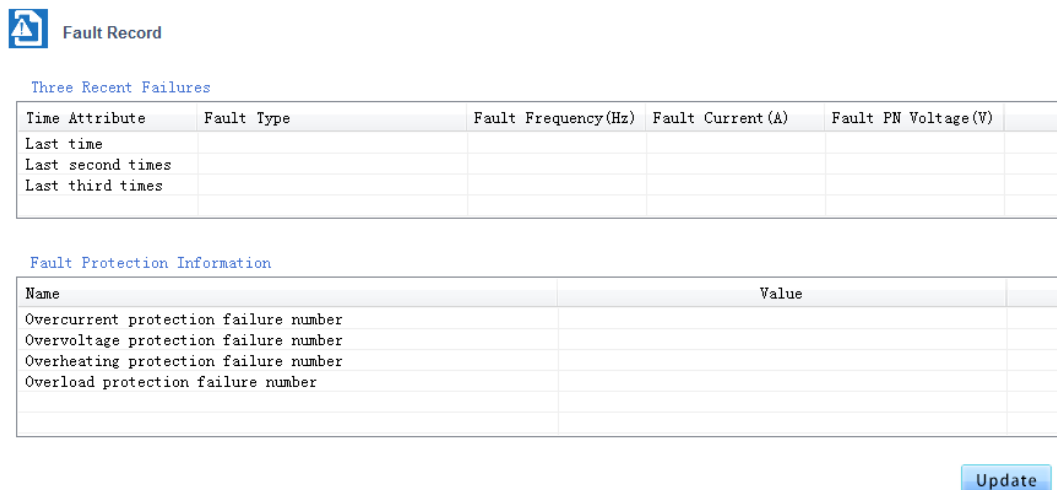 Fault Record
Three Recent Failures
Time Attribute Fault Type Fault Frequency(Hz) Fault Current(A) Fault PN Voltage(V)
Last time
Last second times
Last third times
Fault Protection Information
Name Value
Overcurrent protection failure number
Overvoltage protection failure number
Overheating protection failure number
Overload protection failure number
Update